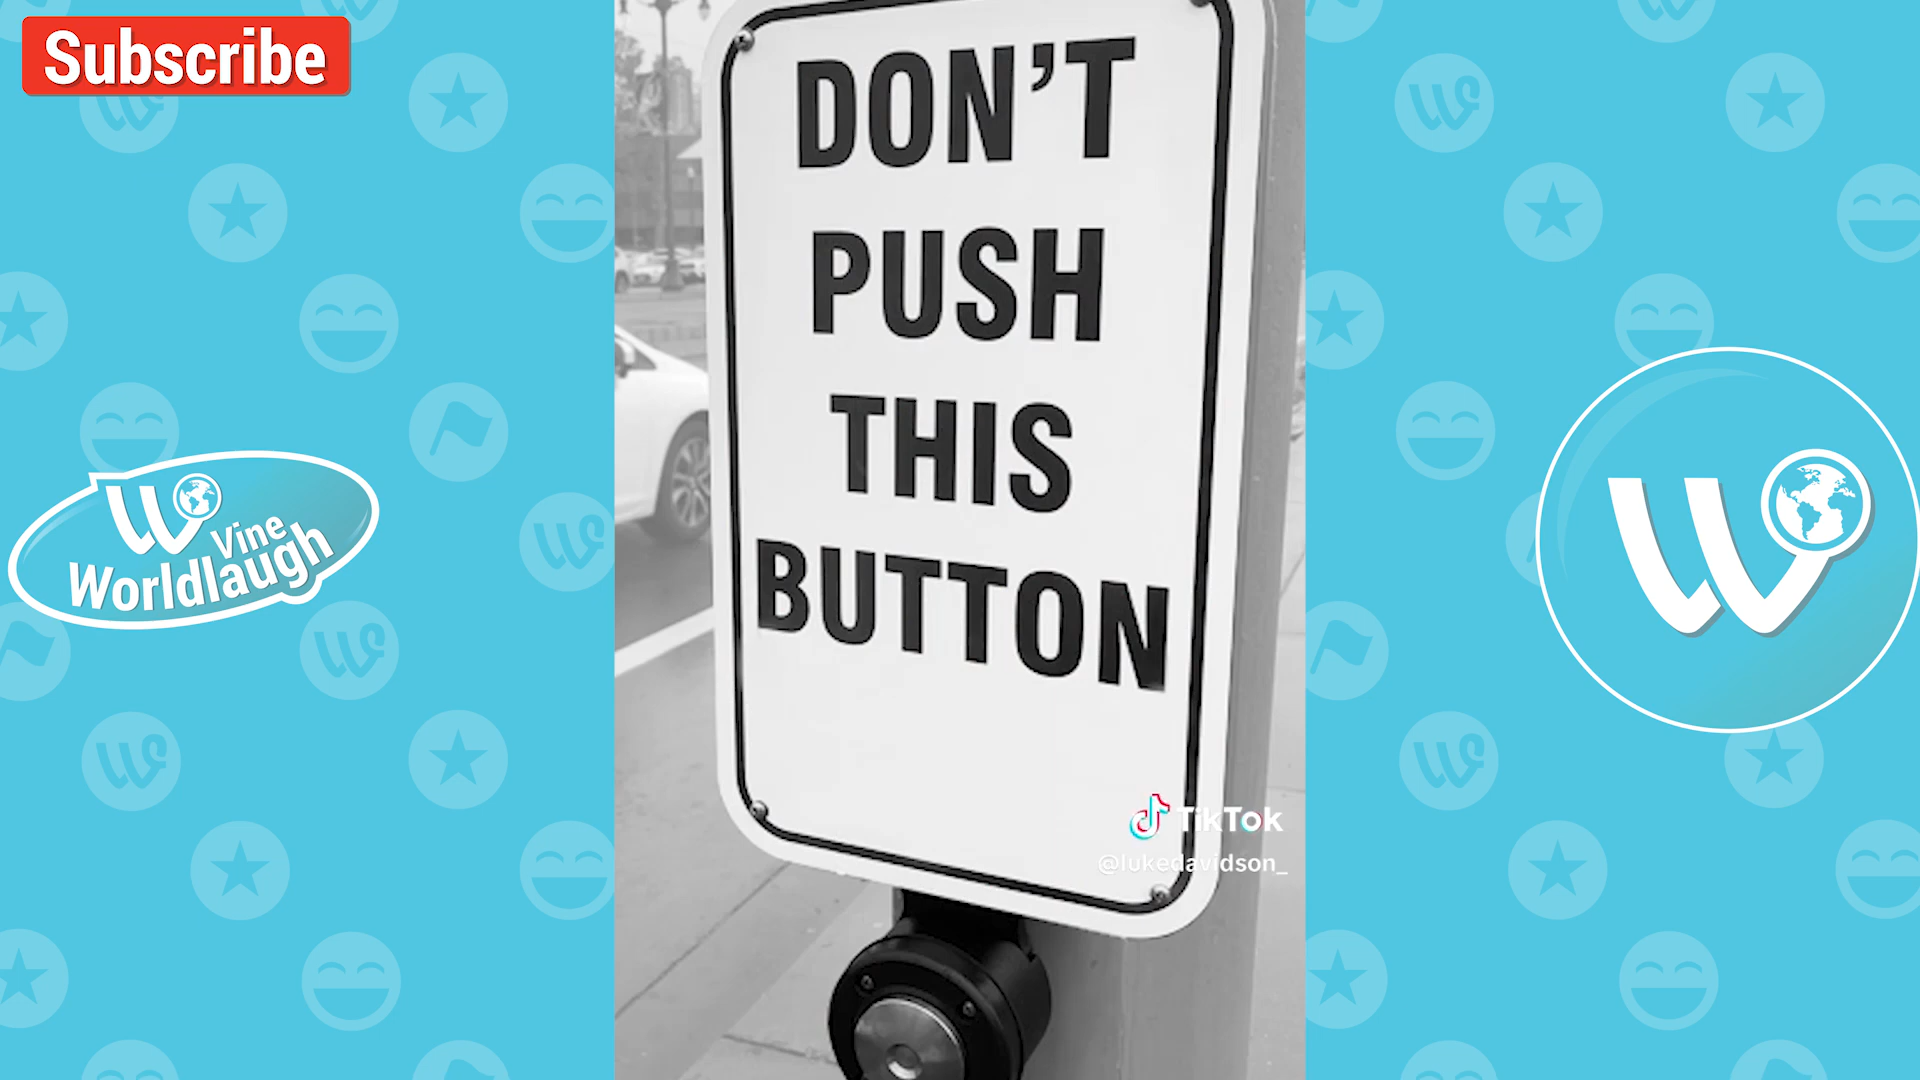 Subscribe
DON'T
PUSH
THIS
BUTTON
Vine
Worldlaugh
TikTok
@lukedavidson_